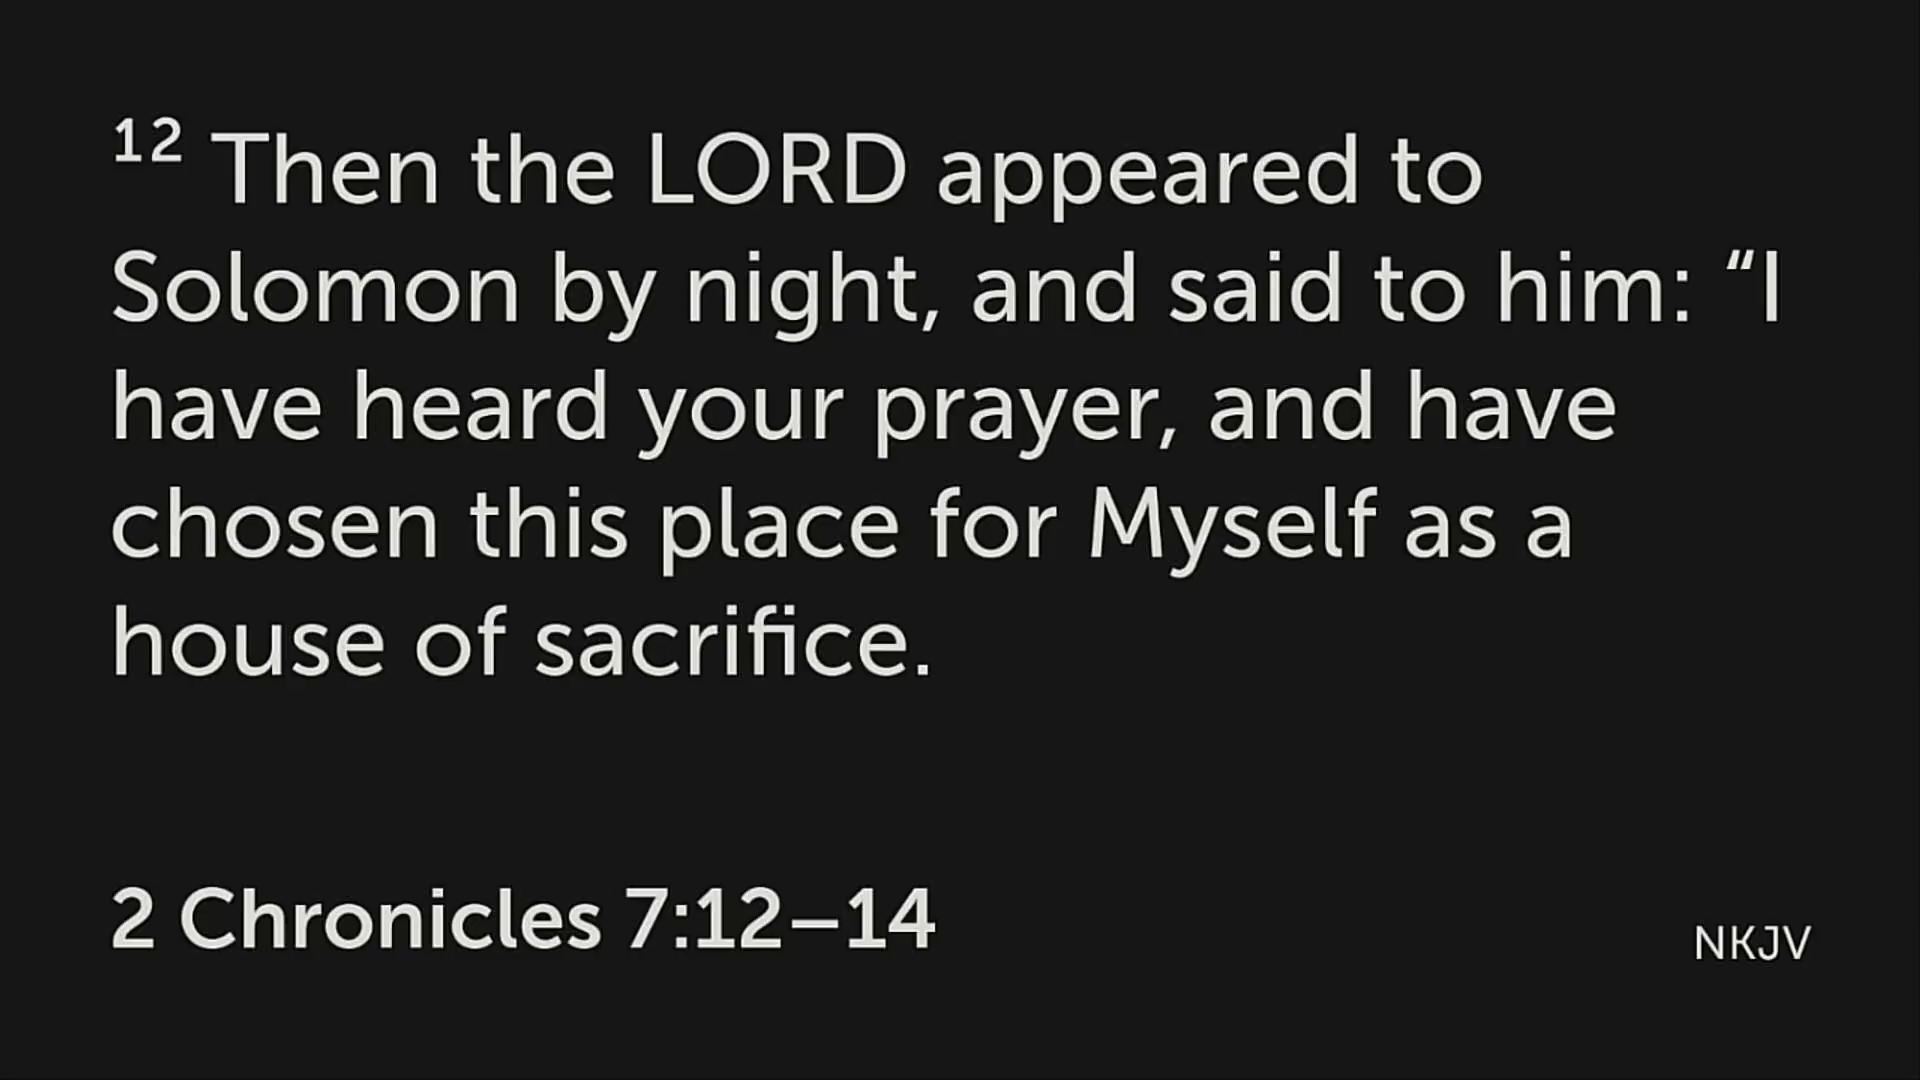 12 Then the LORD appeared to
Solomon by night, and said to him: “I
have heard your prayer, and have
chosen this place for Myself as a
house of sacrifice.
2 Chronicles 7:12–14
NKJV